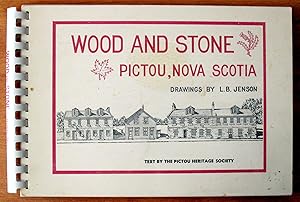 WOOD AND STONE
PICTOU, NOVA SCOTIA
DRAWINGS BY L.B. JENSON
TEXT BY THE PICTOU HERITAGE SOCIETY